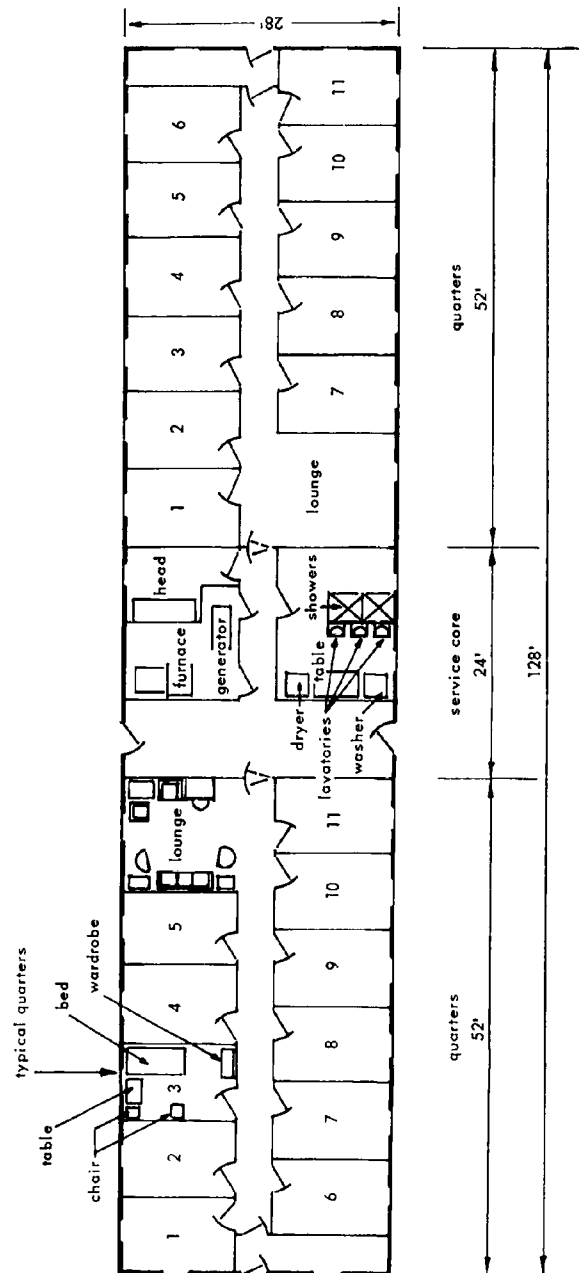 typical quarters
bed
wardrobe
table
chair
1
2
3
4
5
lounge
6
7
8
9
10
11
furnace
generator
head
dryer
lavatories
washer
table
showers
1
2
3
4
5
6
lounge
7
8
9
10
11
28'
quarters
52'
service core
24'
quarters
52'
128'